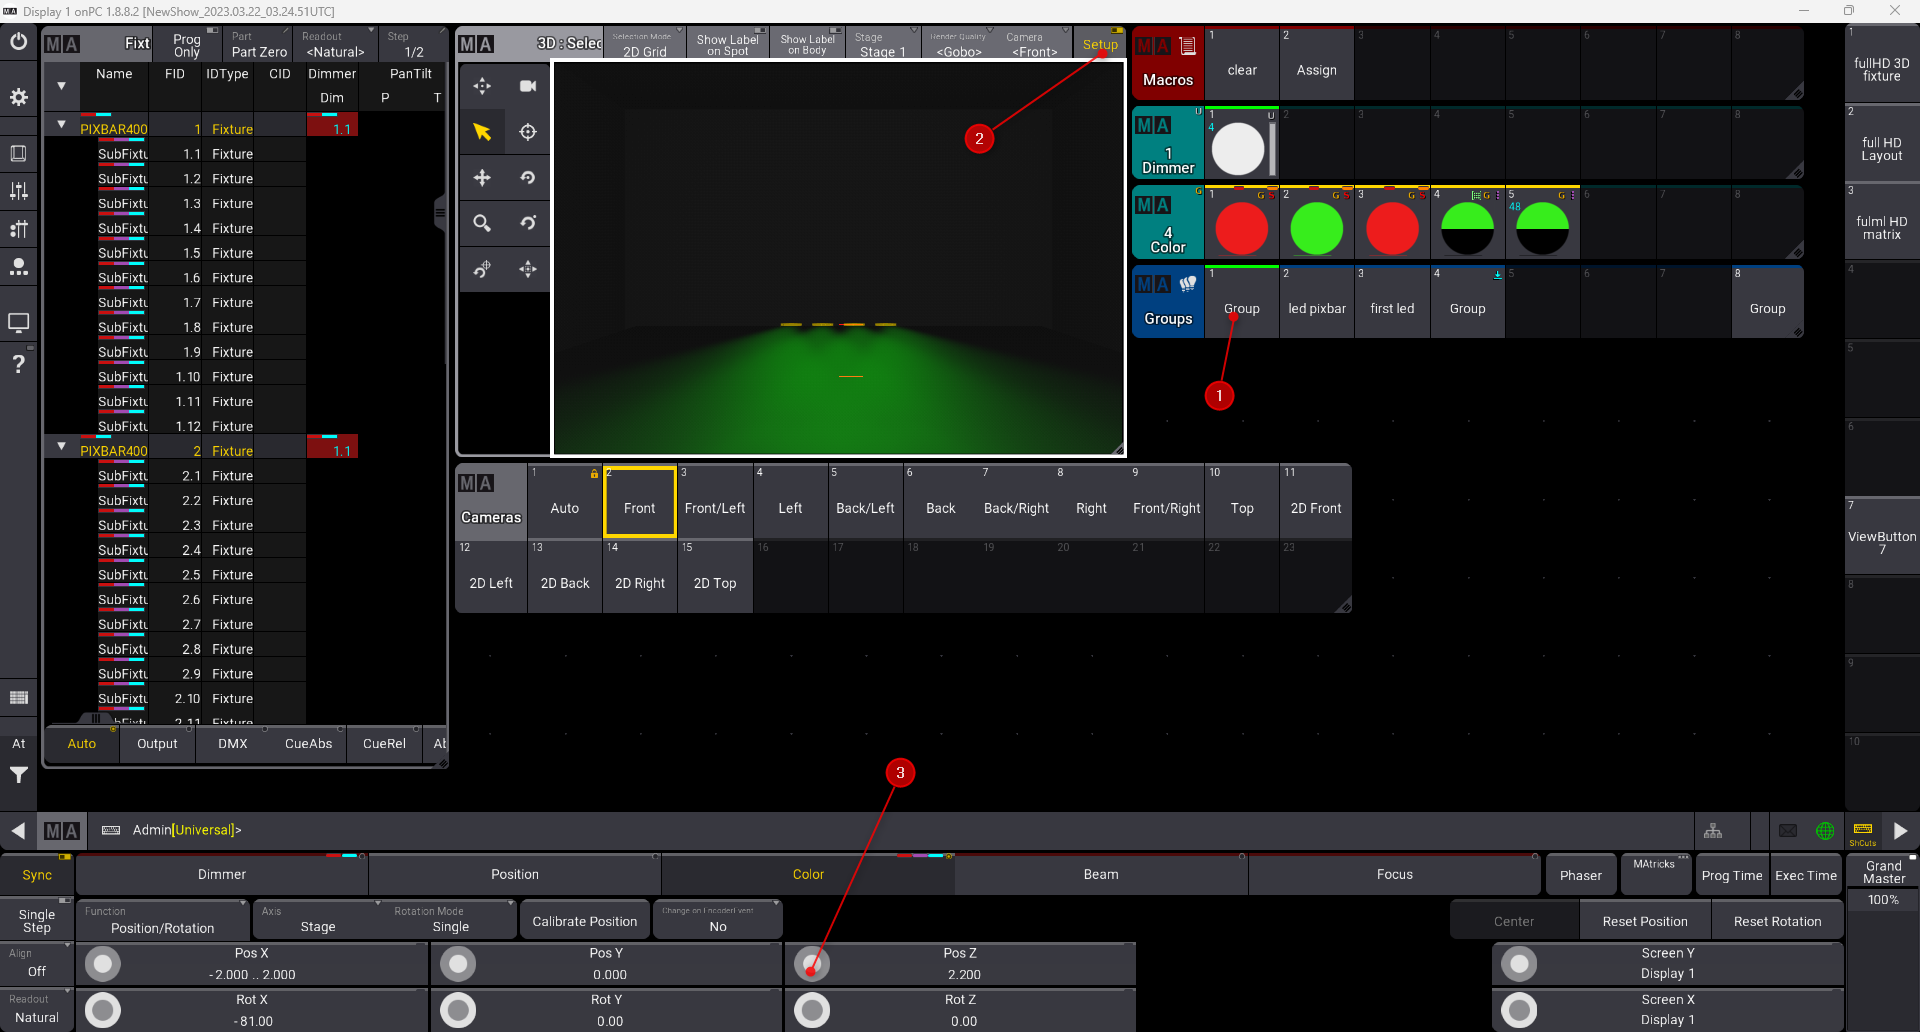 Display 1 onPC 1.8.8.2 [NewShow_2023.03.22_03.24.51UTC]
MA Fixt
Prog Only
Part
Part Zero
Readout
<Natural>
Step
1/2
Name FID IDType CID Dimmer PanTilt
Dim P T
PIXBAR400 1 Fixture 1.1
SubFixtu 1.1 Fixture
SubFixtu 1.2 Fixture
SubFixtu 1.3 Fixture
SubFixtu 1.4 Fixture
SubFixtu 1.5 Fixture
SubFixtu 1.6 Fixture
SubFixtu 1.7 Fixture
SubFixtu 1.8 Fixture
SubFixtu 1.9 Fixture
SubFixtu 1.10 Fixture
SubFixtu 1.11 Fixture
SubFixtu 1.12 Fixture
PIXBAR400 2 Fixture 1.1
SubFixtu 2.1 Fixture
SubFixtu 2.2 Fixture
SubFixtu 2.3 Fixture
SubFixtu 2.4 Fixture
SubFixtu 2.5 Fixture
SubFixtu 2.6 Fixture
SubFixtu 2.7 Fixture
SubFixtu 2.8 Fixture
SubFixtu 2.9 Fixture
SubFixtu 2.10 Fixture
Auto Output DMX CueAbs CueRel
MA 3D : Selec
Selection Mode
2D Grid
Show Label on Spot
Show Label on Body
Stage
Stage 1
Render Quality
<Gobo>
Camera
<Front>
Setup
2
1
3
MA Macros
1 clear
2 Assign
3 4 5 6 7 8
MA U
1
Dimmer
1 U
4
2 3 4 5 6 7 8
MA G
4
Color
1 G S
2 G S
3 G S
4 G
5 G
48
6 7 8
MA Groups
1 Group
2 led pixbar
3 first led
4 Group
5 6 7
8 Group
MA Cameras
1 Auto
2 Front
3 Front/Left
4 Left
5 Back/Left
6 Back
7 Back/Right
8 Right
9 Front/Right
10 Top
11 2D Front
12 2D Left
13 2D Back
14 2D Right
15 2D Top
16 17 18 19 20 21 22 23
1
fullHD 3D
fixture
2
full HD
Layout
3
fulml HD
matrix
4
5
6
7
ViewButton
7
8
9
10
?
At
MA Admin[Universal]>
ShCuts
Sync
Dimmer Position Color Beam Focus
Phaser
MAtricks
Prog Time
Exec Time
Grand
Master
100%
Single
Step
Function
Position/Rotation
Axis
Stage
Rotation Mode
Single
Calibrate Position
Change on EncoderEvent
No
Center
Reset Position
Reset Rotation
Align
Off
Pos X
-2.000 .. 2.000
Pos Y
0.000
Pos Z
2.200
Screen Y
Display 1
Readout
Natural
Rot X
-81.00
Rot Y
0.00
Rot Z
0.00
Screen X
Display 1